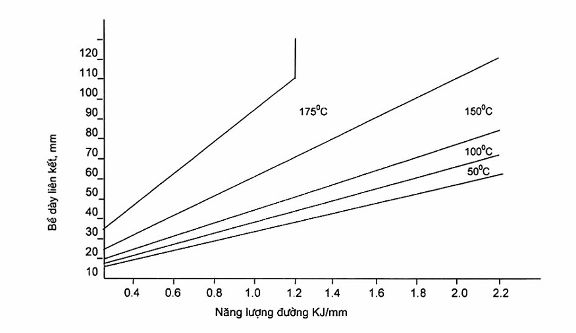 120
110
100
90
80
70
60
50
40
30
20
10
Bề dày liên kết, mm
175⁰C
150⁰C
100⁰C
50⁰C
0.4 0.6 0.8 1.0 1.2 1.4 1.6 1.8 2.0 2.2
Năng lượng đường KJ/mm